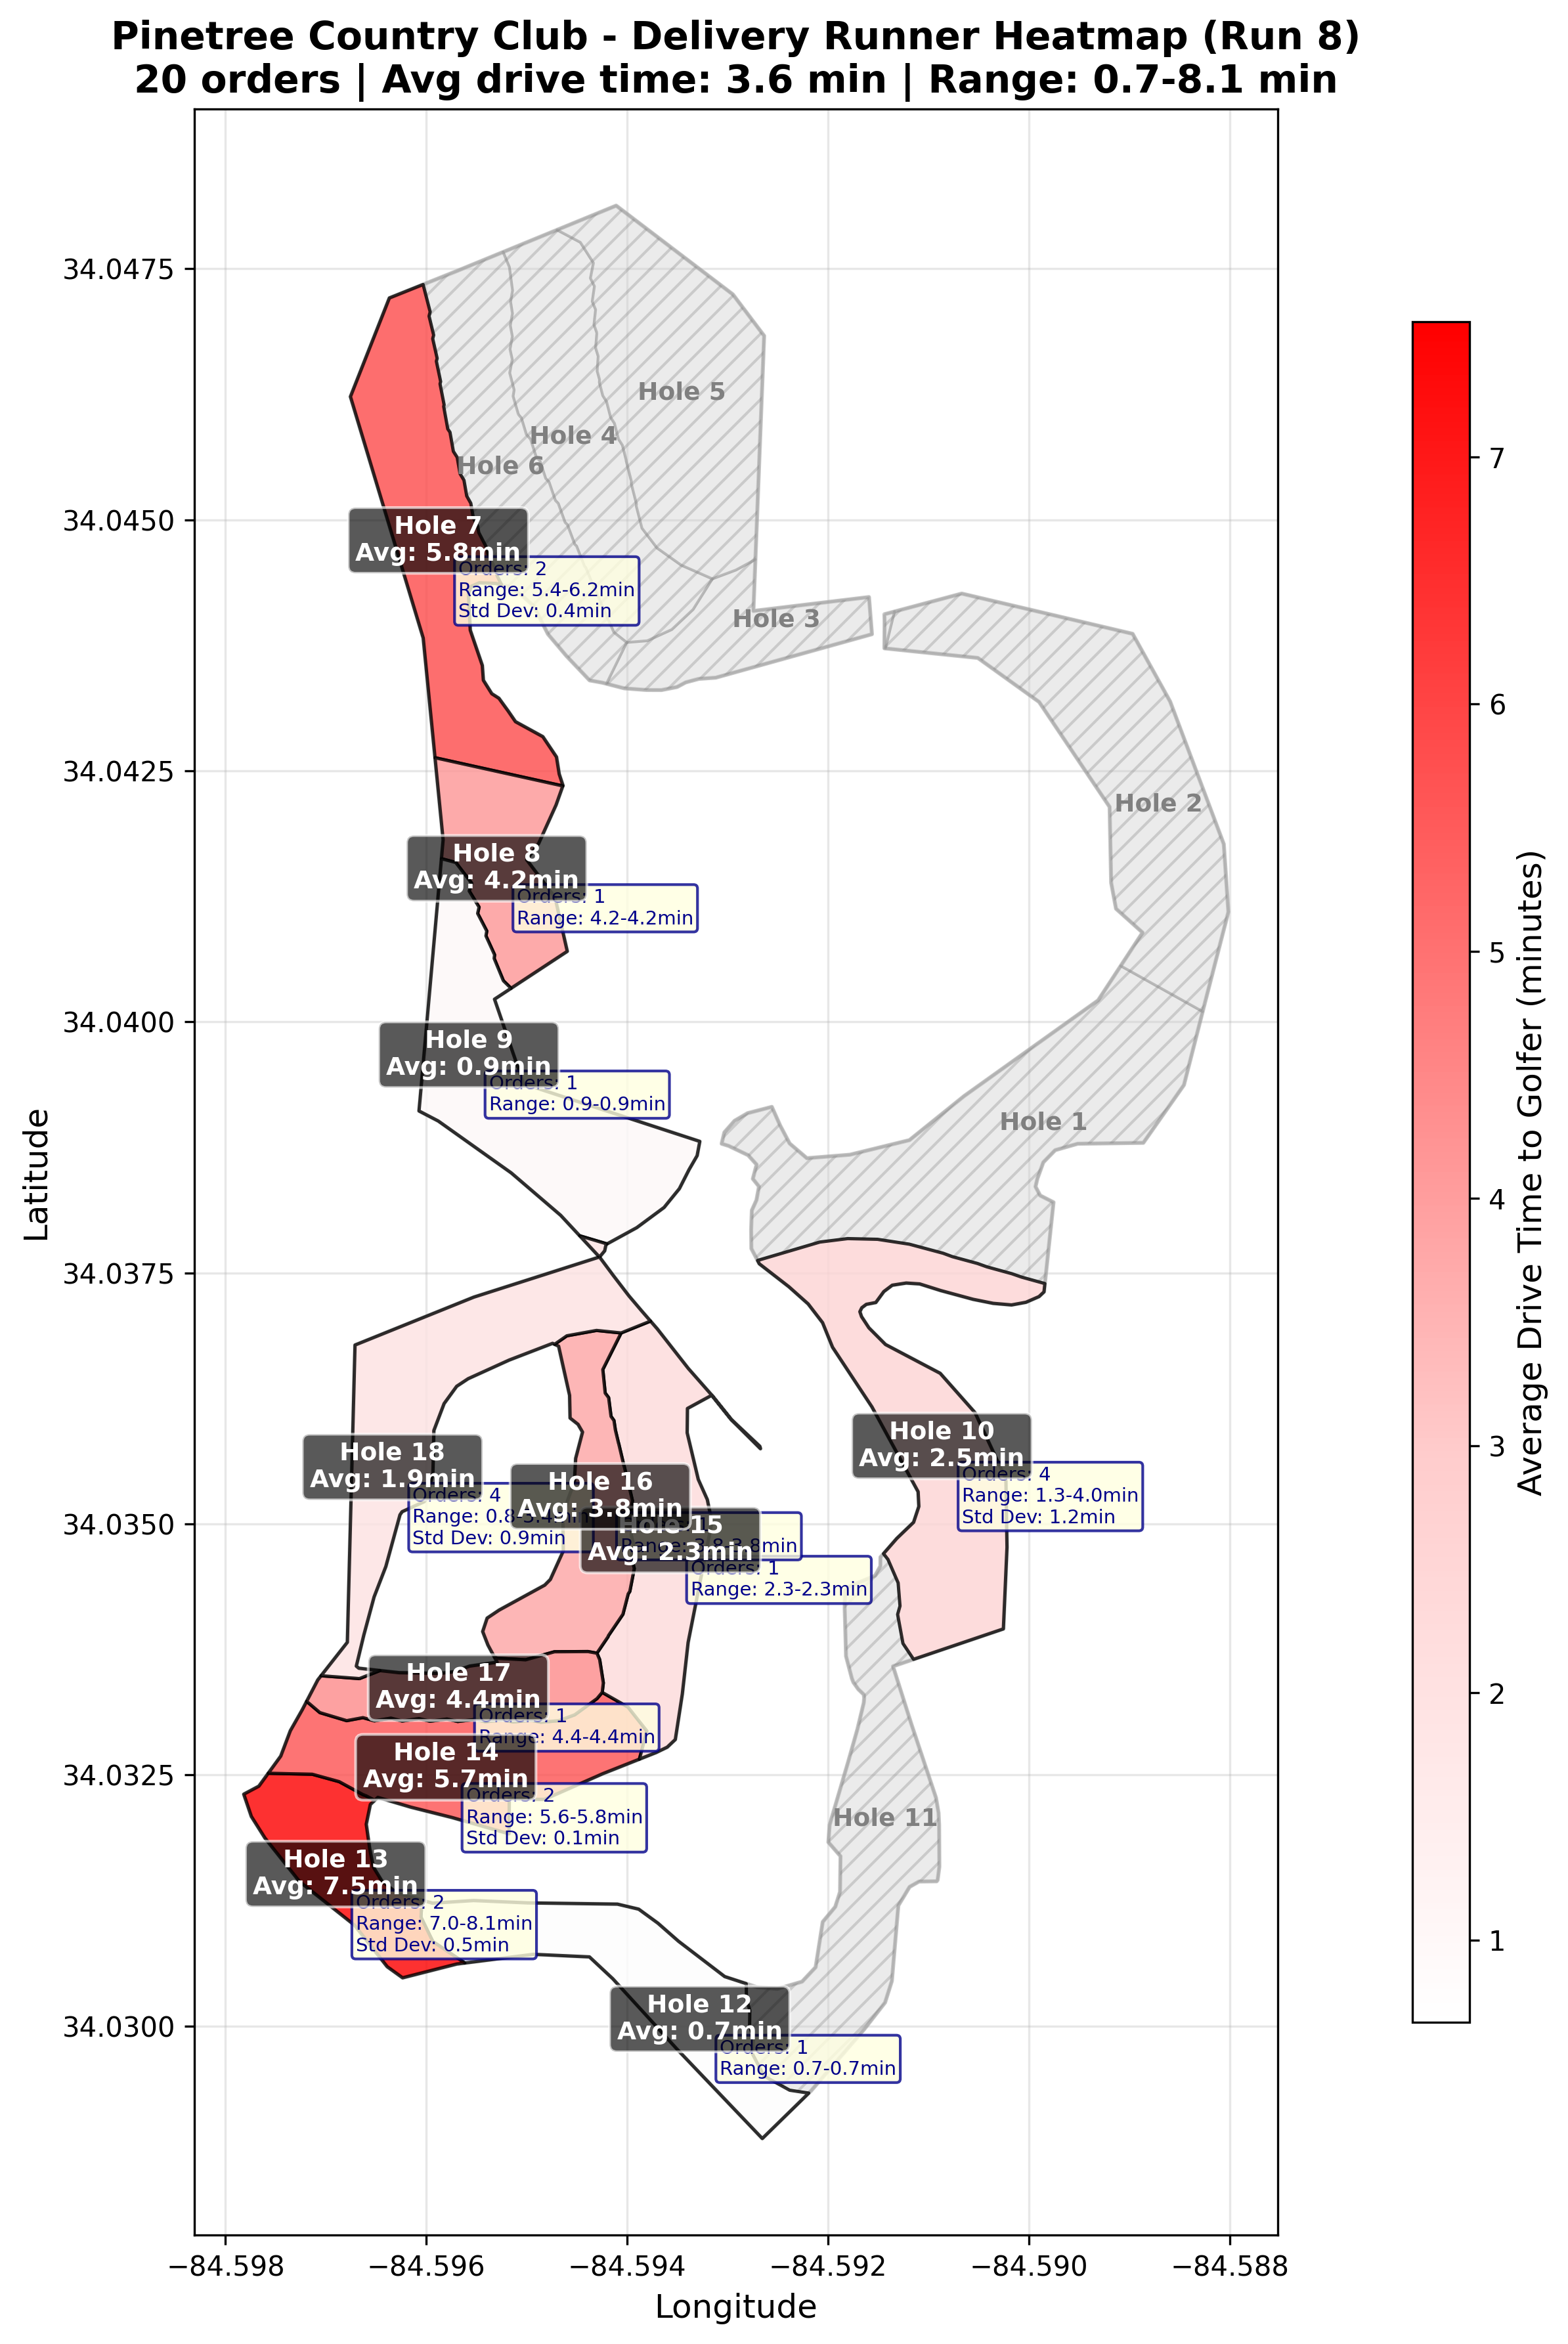 Pinetree Country Club - Delivery Runner Heatmap (Run 8)
20 orders | Avg drive time: 3.6 min | Range: 0.7-8.1 min
34.0475
34.0450
34.0425
34.0400
34.0375
34.0350
34.0325
34.0300
Latitude
Hole 5
Hole 4
Hole 6
Hole 7
Avg: 5.8min
Orders: 2
Range: 5.4-6.2min
Std Dev: 0.4min
Hole 3
Hole 2
Hole 8
Avg: 4.2min
Orders: 1
Range: 4.2-4.2min
Hole 9
Avg: 0.9min
Orders: 1
Range: 0.9-0.9min
Hole 1
Hole 10
Avg: 2.5min
Orders: 4
Range: 1.3-4.0min
Std Dev: 1.2min
Hole 18
Avg: 1.9min
Orders: 4
Range: 0.8-
Std Dev: 0.9min
Hole 16
Avg: 3.8min
Range: 3.8-3.8min
Hole 15
Avg: 2.3min
Orders: 1
Range: 2.3-2.3min
Hole 17
Avg: 4.4min
Orders: 1
Range: 4.4-4.4min
Hole 14
Avg: 5.7min
Orders: 2
Range: 5.6-5.8min
Std Dev: 0.1min
Hole 11
Hole 13
Avg: 7.5min
Orders: 2
Range: 7.0-8.1min
Std Dev: 0.5min
Hole 12
Avg: 0.7min
Orders: 1
Range: 0.7-0.7min
−84.598
−84.596
−84.594
−84.592
−84.590
−84.588
Longitude
7
6
5
4
3
2
1
Average Drive Time to Golfer (minutes)